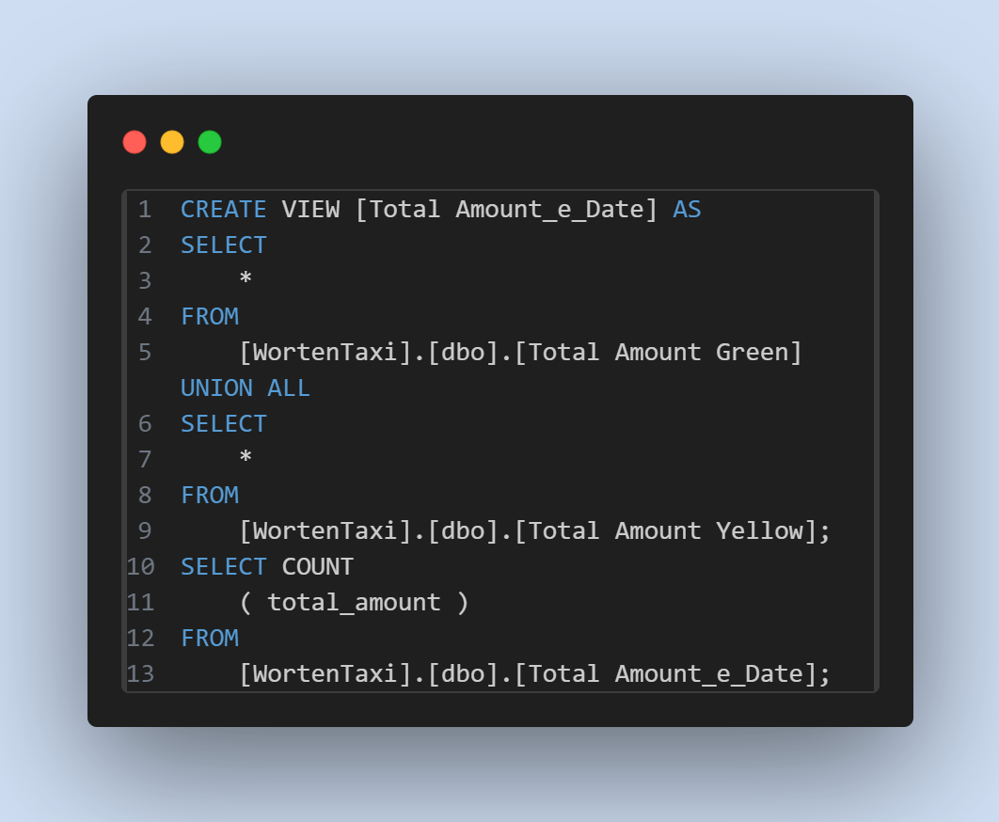 1 CREATE VIEW [Total Amount_e_Date] AS
2 SELECT
3     *
4 FROM
5     [WortenTaxi].[dbo].[Total Amount Green]
UNION ALL
6 SELECT
7     *
8 FROM
9     [WortenTaxi].[dbo].[Total Amount Yellow];
10 SELECT COUNT
11     ( total_amount )
12 FROM
13     [WortenTaxi].[dbo].[Total Amount_e_Date];